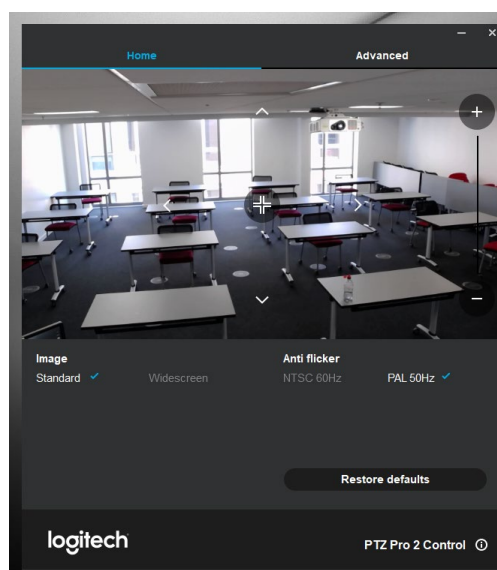 Home
Advanced
Image
Anti flicker
Standard
Widescreen
NTSC 60Hz
PAL 50Hz
Restore defaults
logitech
PTZ Pro 2 Control